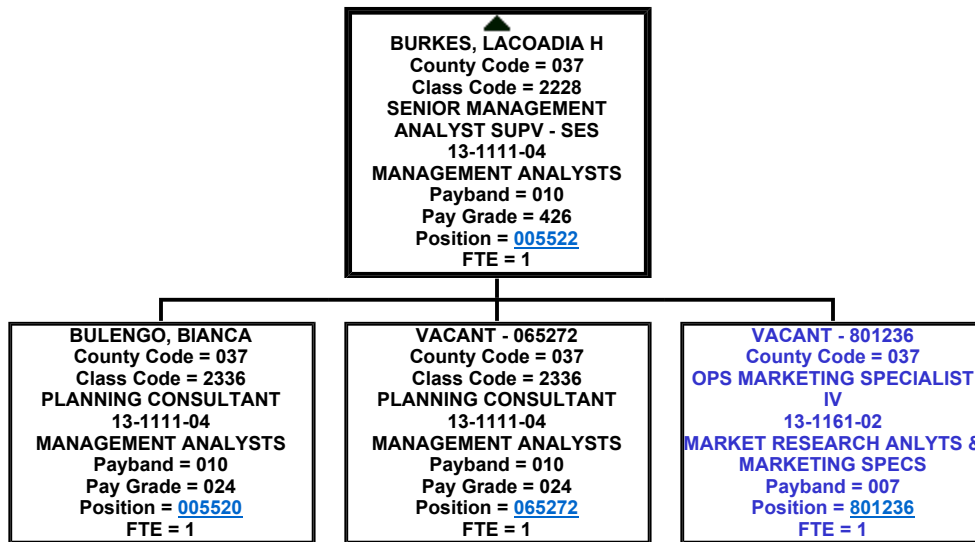 BURKES, LACOADIA H
County Code = 037
Class Code = 2228
SENIOR MANAGEMENT
ANALYST SUPV - SES
13-1111-04
MANAGEMENT ANALYSTS
Payband = 010
Pay Grade = 426
Position = 005522
FTE = 1
BULENGO, BIANCA
County Code = 037
Class Code = 2336
PLANNING CONSULTANT
13-1111-04
MANAGEMENT ANALYSTS
Payband = 010
Pay Grade = 024
Position = 005520
FTE = 1
VACANT - 065272
County Code = 037
Class Code = 2336
PLANNING CONSULTANT
13-1111-04
MANAGEMENT ANALYSTS
Payband = 010
Pay Grade = 024
Position = 065272
FTE = 1
VACANT - 801236
County Code = 037
OPS MARKETING SPECIALIST
IV
13-1161-02
MARKET RESEARCH ANLYTS &
MARKETING SPECS
Payband = 007
Position = 801236
FTE = 1